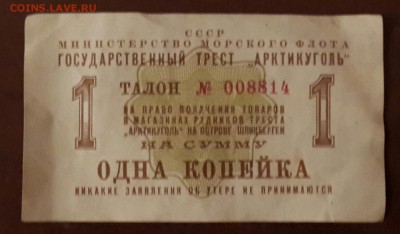 COINS.LAVE.RU
СССР
МИНИСТЕРСТВО МОРСКОГО ФЛОТА
ГОСУДАРСТВЕННЫЙ ТРЕСТ „АРКТИКУГОЛЬ"
ТАЛОН № 008814
1 НА ПРАВО ПОЛУЧЕНИЯ ТОВАРОВ 1
В МАГАЗИНАХ РУДНИКОВ ТРЕСТА
„АРКТИКУГОЛЬ" НА ОСТРОВЕ ШПИЦБЕРГЕН
НА СУММУ
ОДНА КОПЕЙКА
НИКАКИЕ ЗАЯВЛЕНИЯ ОБ УТЕРЕ НЕ ПРИНИМАЮТСЯ